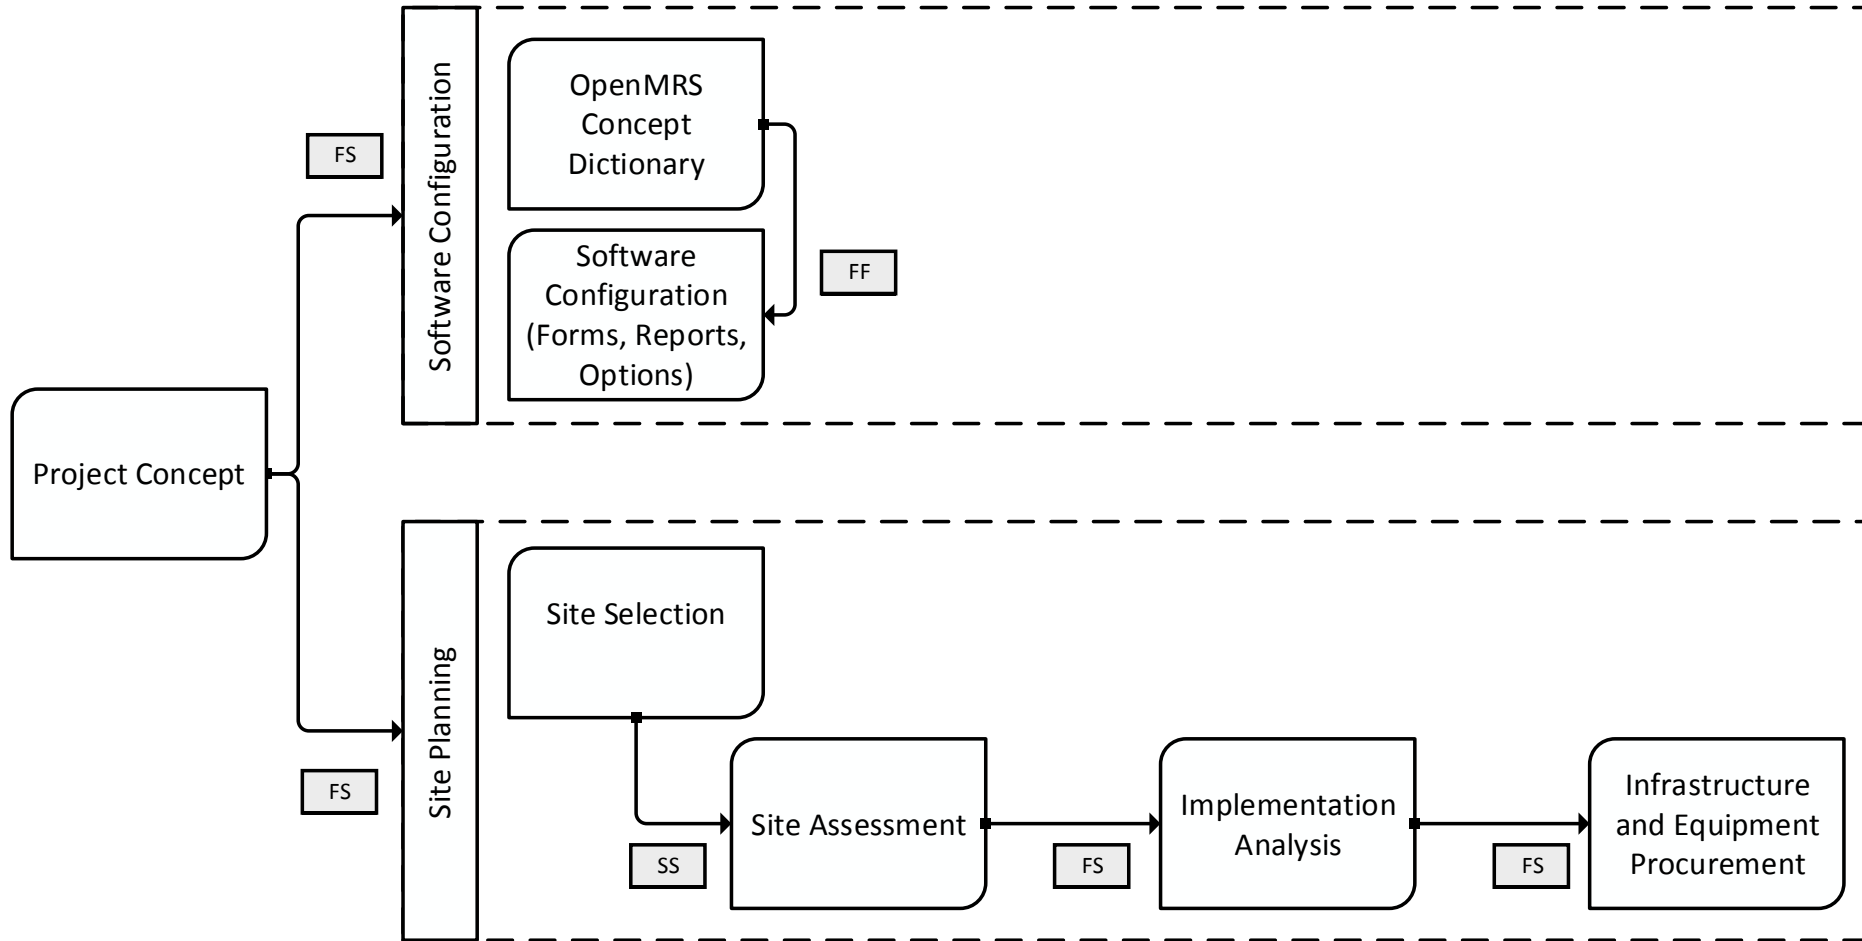 Project Concept
FS
Software Configuration
OpenMRS
Concept
Dictionary
Software
Configuration
(Forms, Reports,
Options)
FF
FS
Site Planning
Site Selection
SS
Site Assessment
FS
Implementation
Analysis
FS
Infrastructure
and Equipment
Procurement